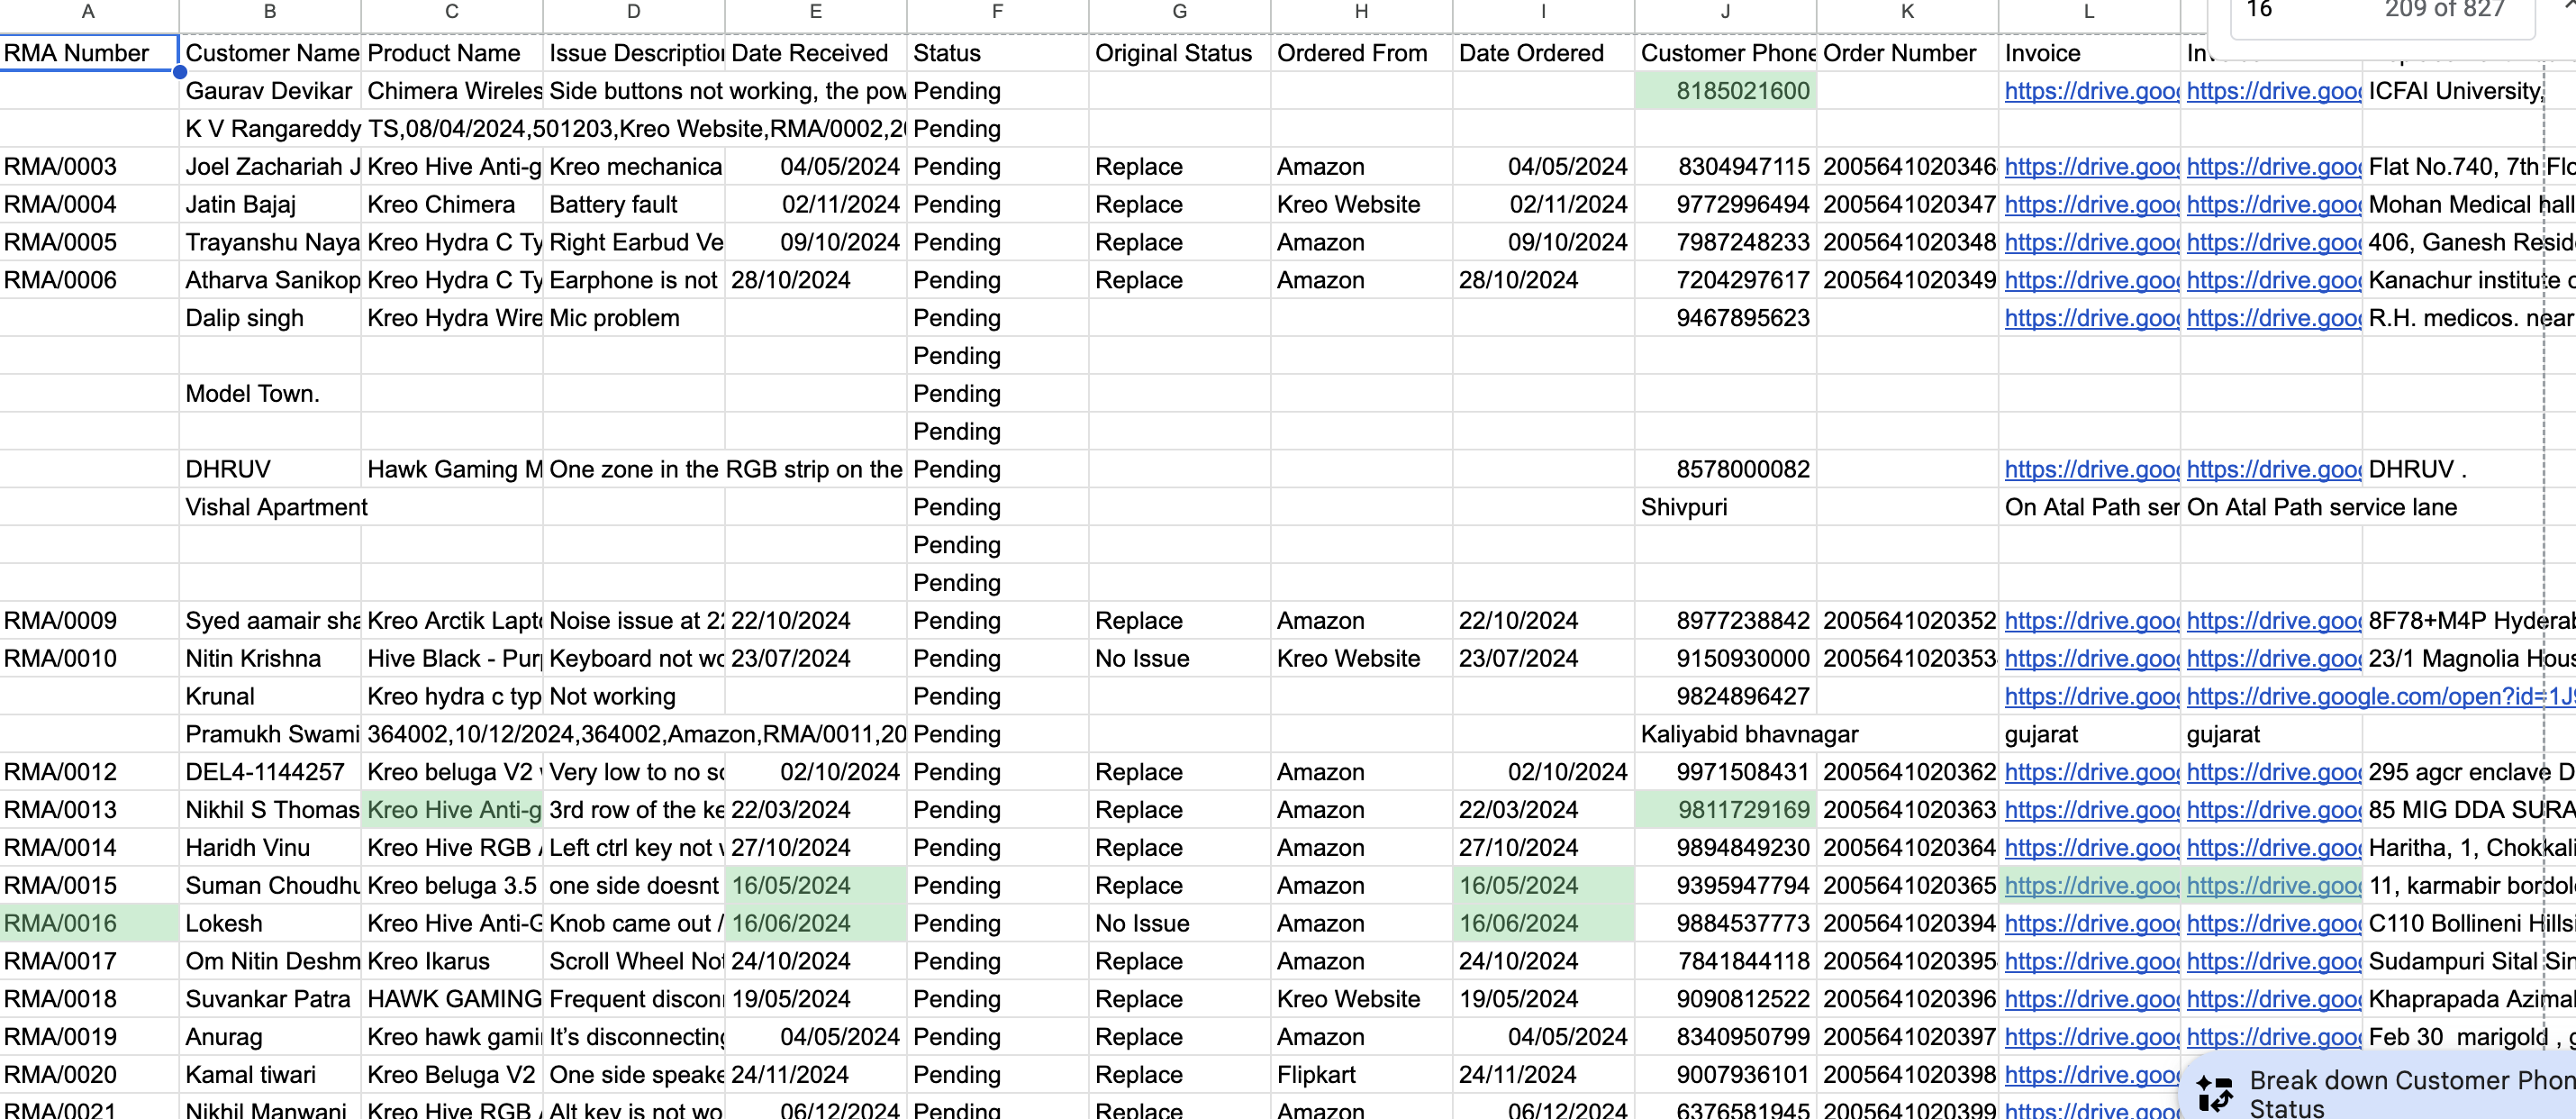 A B C D E F G H I J K L
16 209 of 827
RMA Number Customer Name Product Name Issue Description Date Received Status Original Status Ordered From Date Ordered Customer Phone Order Number Invoice
Gaurav Devikar Chimera Wireles Side buttons not working, the pow Pending 8185021600 https://drive.goo https://drive.goo ICFAI University,
K V Rangareddy TS,08/04/2024,501203,Kreo Website,RMA/0002,20 Pending
RMA/0003 Joel Zachariah J Kreo Hive Anti-g Kreo mechanica 04/05/2024 Pending Replace Amazon 04/05/2024 8304947115 2005641020346 https://drive.goo https://drive.goo Flat No.740, 7th Flo
RMA/0004 Jatin Bajaj Kreo Chimera Battery fault 02/11/2024 Pending Replace Kreo Website 02/11/2024 9772996494 2005641020347 https://drive.goo https://drive.goo Mohan Medical hall
RMA/0005 Trayanshu Naya Kreo Hydra C Ty Right Earbud Ve 09/10/2024 Pending Replace Amazon 09/10/2024 7987248233 2005641020348 https://drive.goo https://drive.goo 406, Ganesh Resid
RMA/0006 Atharva Sanikop Kreo Hydra C Ty Earphone is not 28/10/2024 Pending Replace Amazon 28/10/2024 7204297617 2005641020349 https://drive.goo https://drive.goo Kanachur institute
Dalip singh Kreo Hydra Wire Mic problem Pending 9467895623 https://drive.goo https://drive.goo R.H. medicos. near
Pending
Model Town. Pending
Pending
DHRUV Hawk Gaming M One zone in the RGB strip on the Pending 8578000082 https://drive.goo https://drive.goo DHRUV .
Vishal Apartment Pending Shivpuri On Atal Path ser On Atal Path service lane
Pending
Pending
RMA/0009 Syed aamair sha Kreo Arctik Lapt Noise issue at 22 22/10/2024 Pending Replace Amazon 22/10/2024 8977238842 2005641020352 https://drive.goo https://drive.goo 8F78+M4P Hyderab
RMA/0010 Nitin Krishna Hive Black - Pur Keyboard not wo 23/07/2024 Pending No Issue Kreo Website 23/07/2024 9150930000 2005641020353 https://drive.goo https://drive.goo 23/1 Magnolia Hous
Krunal Kreo hydra c typ Not working Pending 9824896427 https://drive.goo https://drive.google.com/open?id=1J
Pramukh Swami 364002,10/12/2024,364002,Amazon,RMA/0011,20 Pending Kaliyabid bhavnagar gujarat gujarat
RMA/0012 DEL4-1144257 Kreo beluga V2 Very low to no so 02/10/2024 Pending Replace Amazon 02/10/2024 9971508431 2005641020362 https://drive.goo https://drive.goo 295 agcr enclave D
RMA/0013 Nikhil S Thomas Kreo Hive Anti-g 3rd row of the ke 22/03/2024 Pending Replace Amazon 22/03/2024 9811729169 2005641020363 https://drive.goo https://drive.goo 85 MIG DDA SURA
RMA/0014 Haridh Vinu Kreo Hive RGB Left ctrl key not 27/10/2024 Pending Replace Amazon 27/10/2024 9894849230 2005641020364 https://drive.goo https://drive.goo Haritha, 1, Chokkali
RMA/0015 Suman Choudhu Kreo beluga 3.5 one side doesnt 16/05/2024 Pending Replace Amazon 16/05/2024 9395947794 2005641020365 https://drive.goo https://drive.goo 11, karmabir bordol
RMA/0016 Lokesh Kreo Hive Anti-G Knob came out / 16/06/2024 Pending No Issue Amazon 16/06/2024 9884537773 2005641020394 https://drive.goo https://drive.goo C110 Bollineni Hills
RMA/0017 Om Nitin Deshm Kreo Ikarus Scroll Wheel Not 24/10/2024 Pending Replace Amazon 24/10/2024 7841844118 2005641020395 https://drive.goo https://drive.goo Sudampuri Sital Sin
RMA/0018 Suvankar Patra HAWK GAMING Frequent discon 19/05/2024 Pending Replace Kreo Website 19/05/2024 9090812522 2005641020396 https://drive.goo https://drive.goo Khaprapada Azima
RMA/0019 Anurag Kreo hawk gami It's disconnecting 04/05/2024 Pending Replace Amazon 04/05/2024 8340950799 2005641020397 https://drive.goo https://drive.goo Feb 30 marigold ,
RMA/0020 Kamal tiwari Kreo Beluga V2 One side speake 24/11/2024 Pending Replace Flipkart 24/11/2024 9007936101 2005641020398 https://drive.goo
RMA/0021 Nikhil Manwani Kreo Hive RGB Alt key is not wo 06/12/2024 Pending Replace Amazon 06/12/2024 6376581945 2005641020399 https://drive.goo
Break down Customer Phon
Status